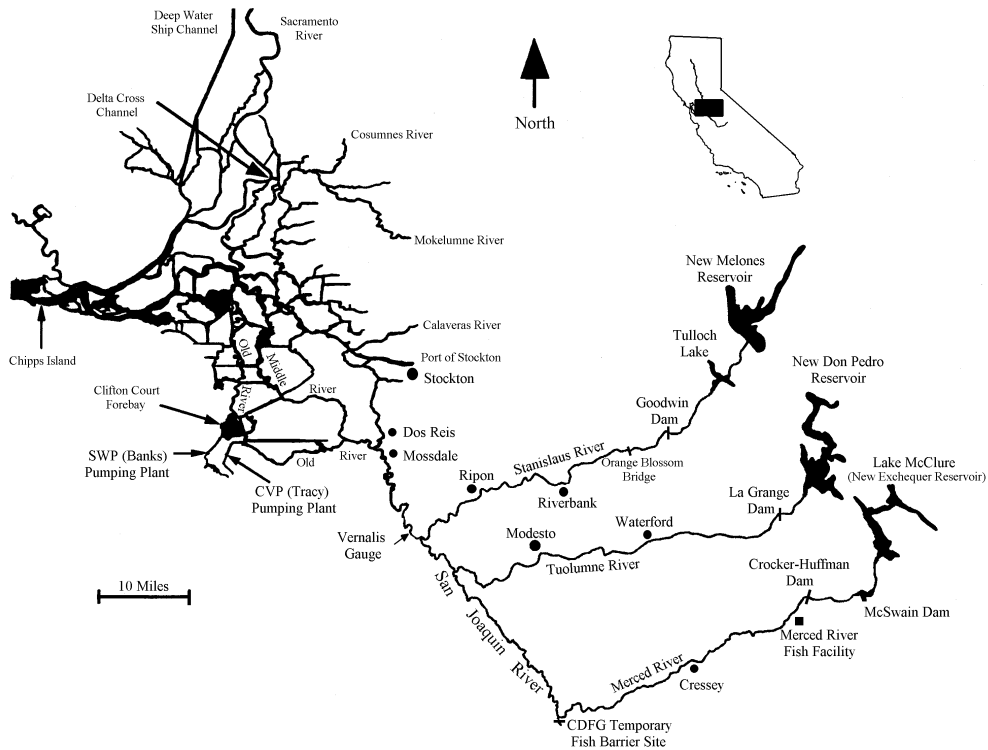 Deep Water
Ship Channel
Sacramento
River
Delta Cross
Channel
North
Cosumnes River
Mokelumne River
New Melones
Reservoir
Calaveras River
Tulloch
Lake
Chipps Island
Port of Stockton
Stockton
Old
River
Middle
River
New Don Pedro
Reservoir
Clifton Court
Forebay
Goodwin
Dam
Dos Reis
Mossdale
SWP (Banks)
Pumping Plant
Old
River
Stanislaus River
Orange Blossom
Bridge
Lake McClure
(New Exchequer Reservoir)
CVP (Tracy)
Pumping Plant
Ripon
Riverbank
La Grange
Dam
Vernalis
Gauge
Modesto
Waterford
Tuolumne River
Crocker-Huffman
Dam
10 Miles
San Joaquin River
McSwain Dam
Merced River
Fish Facility
Merced River
Cressey
CDFG Temporary
Fish Barrier Site